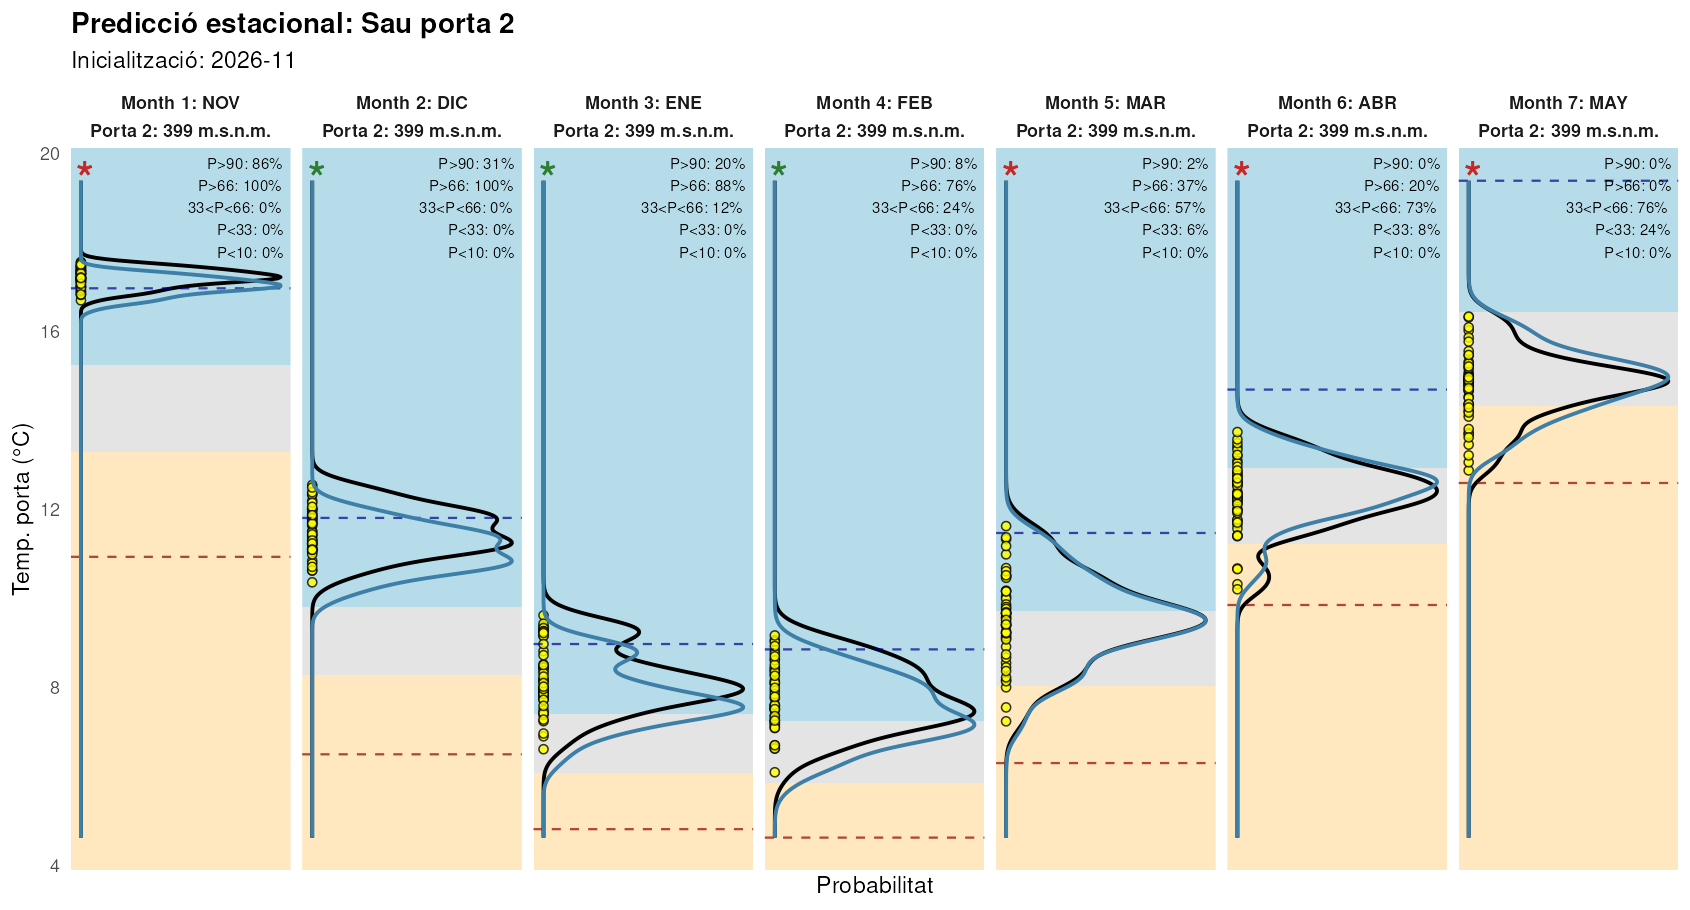 Predicció estacional: Sau porta 2
Inicialització: 2026-11
Month 1: NOV
Porta 2: 399 m.s.n.m.
Month 2: DIC
Porta 2: 399 m.s.n.m.
Month 3: ENE
Porta 2: 399 m.s.n.m.
Month 4: FEB
Porta 2: 399 m.s.n.m.
Month 5: MAR
Porta 2: 399 m.s.n.m.
Month 6: ABR
Porta 2: 399 m.s.n.m.
Month 7: MAY
Porta 2: 399 m.s.n.m.
*
P>90: 86%
P>66: 100%
33<P<66: 0%
P<33: 0%
P<10: 0%
*
P>90: 31%
P>66: 100%
33<P<66: 0%
P<33: 0%
P<10: 0%
*
P>90: 20%
P>66: 88%
33<P<66: 12%
P<33: 0%
P<10: 0%
*
P>90: 8%
P>66: 76%
33<P<66: 24%
P<33: 0%
P<10: 0%
*
P>90: 2%
P>66: 37%
33<P<66: 57%
P<33: 6%
P<10: 0%
*
P>90: 0%
P>66: 20%
33<P<66: 73%
P<33: 8%
P<10: 0%
*
P>90: 0%
P>66: 0%
33<P<66: 76%
P<33: 24%
P<10: 0%
20
16
12
8
4
Temp. porta (°C)
Probabilitat